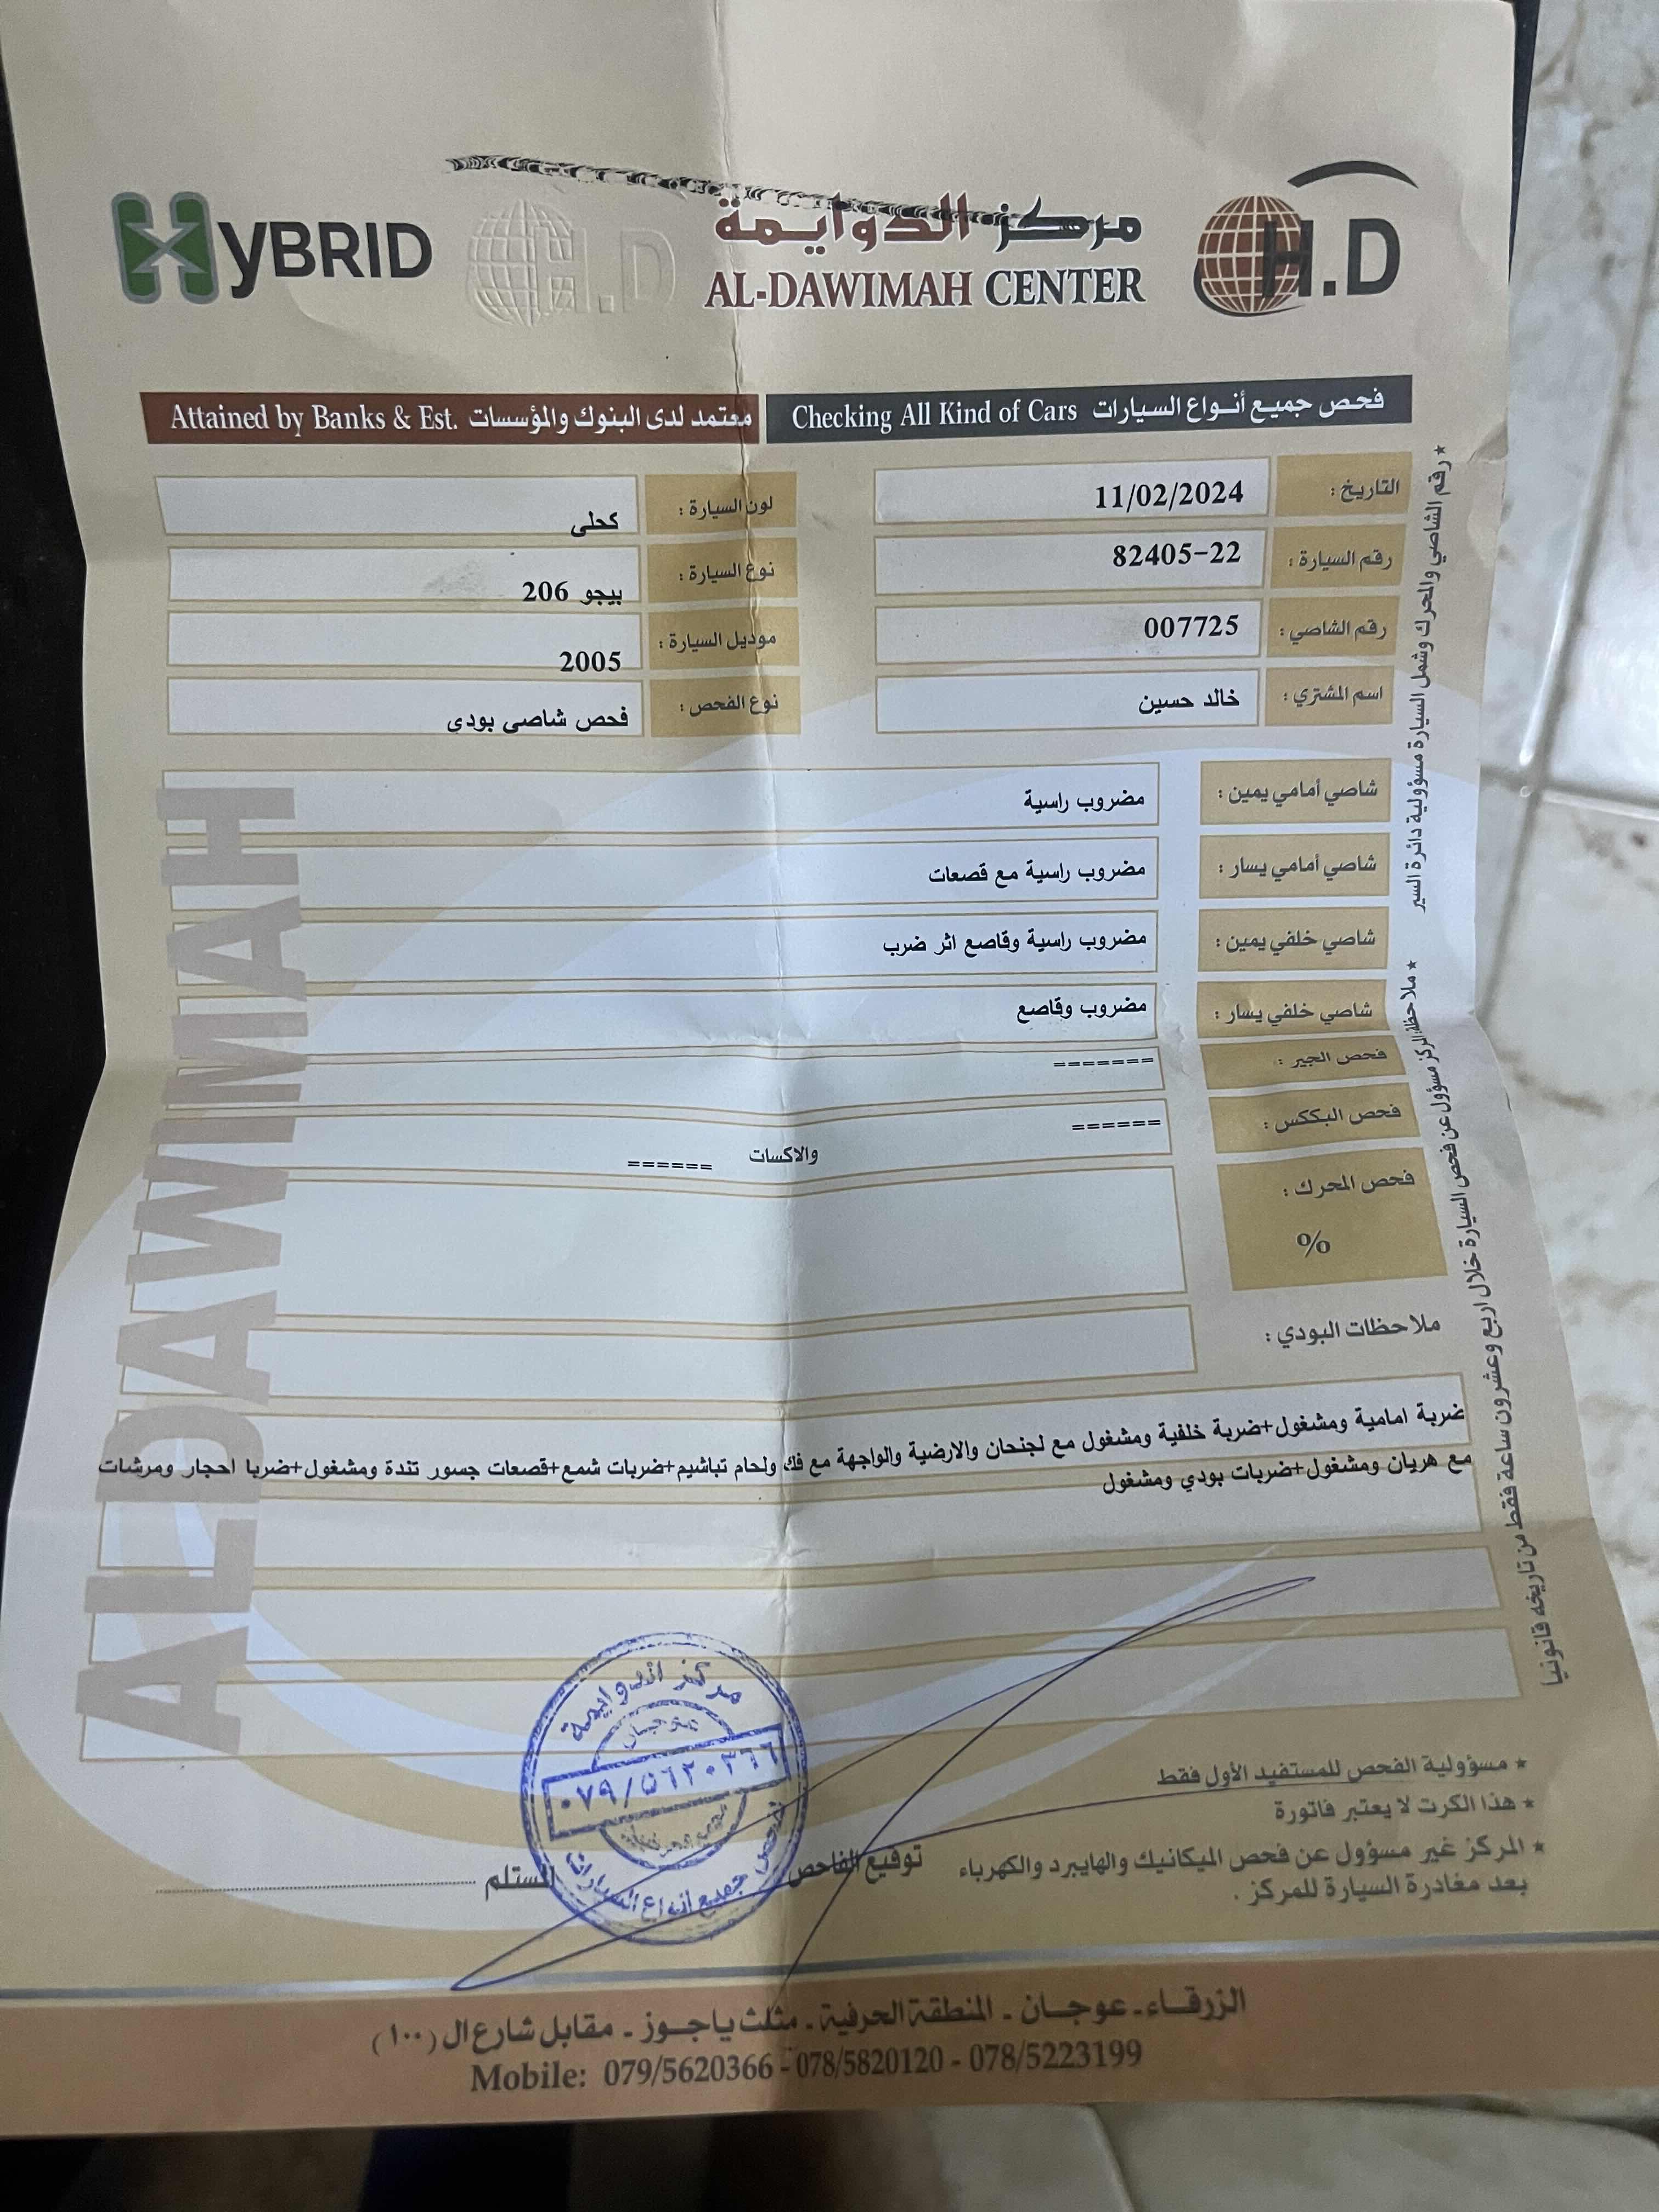 HYBRID
H.D
مركز الدوايمة
AL-DAWIMAH CENTER
H.D
فحص جميع أنواع السيارات Checking All Kind of Cars
معتمد لدى البنوك والمؤسسات Attained by Banks & Est.
التاريخ : 11/02/2024
لون السيارة : كحلى
رقم السيارة : 82405-22
نوع السيارة : بيجو 206
رقم الشاصي : 007725
موديل السيارة : 2005
اسم المشتري : خالد حسين
نوع الفحص : فحص شاصى بودى
شاصي أمامي يمين : مضروب راسية
شاصي أمامي يسار : مضروب راسية مع قصعات
شاصي خلفي يمين : مضروب راسية وقاصع اثر ضرب
شاصي خلفي يسار : مضروب وقاصع
فحص الجير : =======
فحص البككس : ======
والاكسات ======
فحص المحرك :
%
ملاحظات البودي :
ضربة امامية ومشغول+ضربة خلفية ومشغول مع لجنحان والارضية والواجهة مع فك ولحام تباشيم+ضربات شمع+قصعات جسور تندة ومشغول+ضربا احجار ومرشات
مع هريان ومشغول+ضربات بودي ومشغول
ALDAWIMAH
* رقم الشاصي والمحرك وشمل السيارة مسؤولية دائرة السير
* ملاحظة:المركز مسؤول عن فحص السيارة خلال اربع وعشرون ساعة فقط من تاريخه قانونيا
* مسؤولية الفحص للمستفيد الأول فقط
* هذا الكرت لا يعتبر فاتورة
* المركز غير مسؤول عن فحص الميكانيك والهايبرد والكهرباء
بعد مغادرة السيارة للمركز .
توقيع الفاحص
المستلم
مركز الدوايمة
٠٧٩/٥٦٢٠٣٦٦
فحص جميع أنواع السيارات
الزرقاء - عوجان - المنطقة الحرفية - مثلث ياجوز - مقابل شارع ال (١٠٠)
Mobile: 079/5620366 - 078/5820120 - 078/5223199